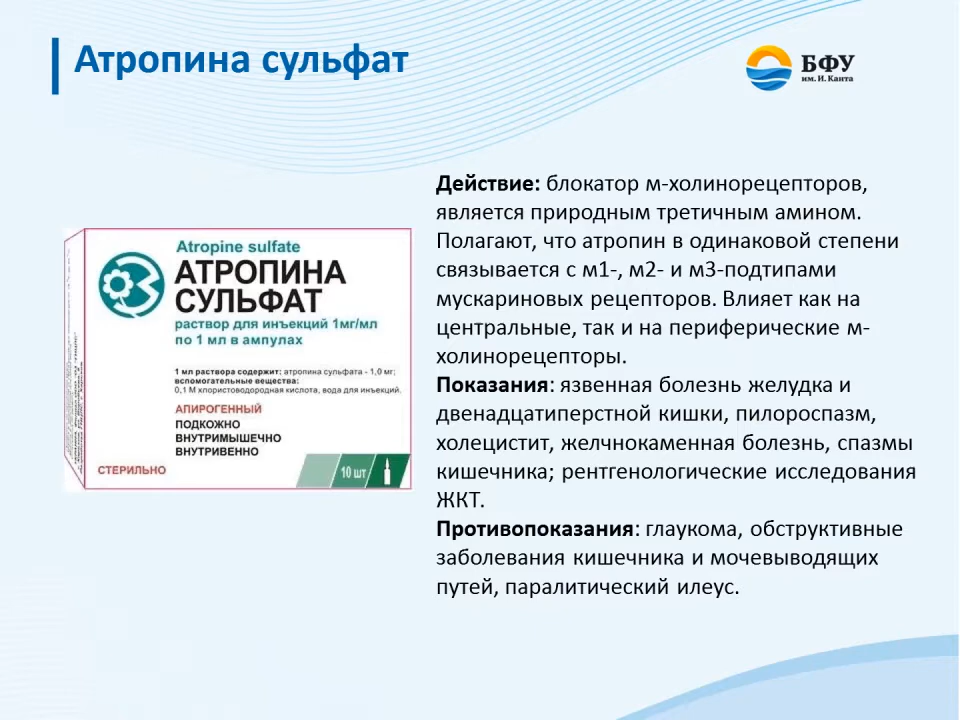 Атропина сульфат
БФУ
им. И. Канта
Atropine sulfate
АТРОПИНА
СУЛЬФАТ
раствор для инъекций 1мг/мл
по 1 мл в ампулах
1 мл раствора содержит: атропина сульфата - 1,0 мг;
вспомогательные вещества:
0,1 М хлористоводородная кислота, вода для инъекций.
АПИРОГЕННЫЙ
ПОДКОЖНО
ВНУТРИМЫШЕЧНО
ВНУТРИВЕННО
СТЕРИЛЬНО
10 шт
Действие: блокатор м-холинорецепторов,
является природным третичным амином.
Полагают, что атропин в одинаковой степени
связывается с м1-, м2- и м3-подтипами
мускариновых рецепторов. Влияет как на
центральные, так и на периферические м-
холинорецепторы.
Показания: язвенная болезнь желудка и
двенадцатиперстной кишки, пилороспазм,
холецистит, желчнокаменная болезнь, спазмы
кишечника; рентгенологические исследования
ЖКТ.
Противопоказания: глаукома, обструктивные
заболевания кишечника и мочевыводящих
путей, паралитический илеус.